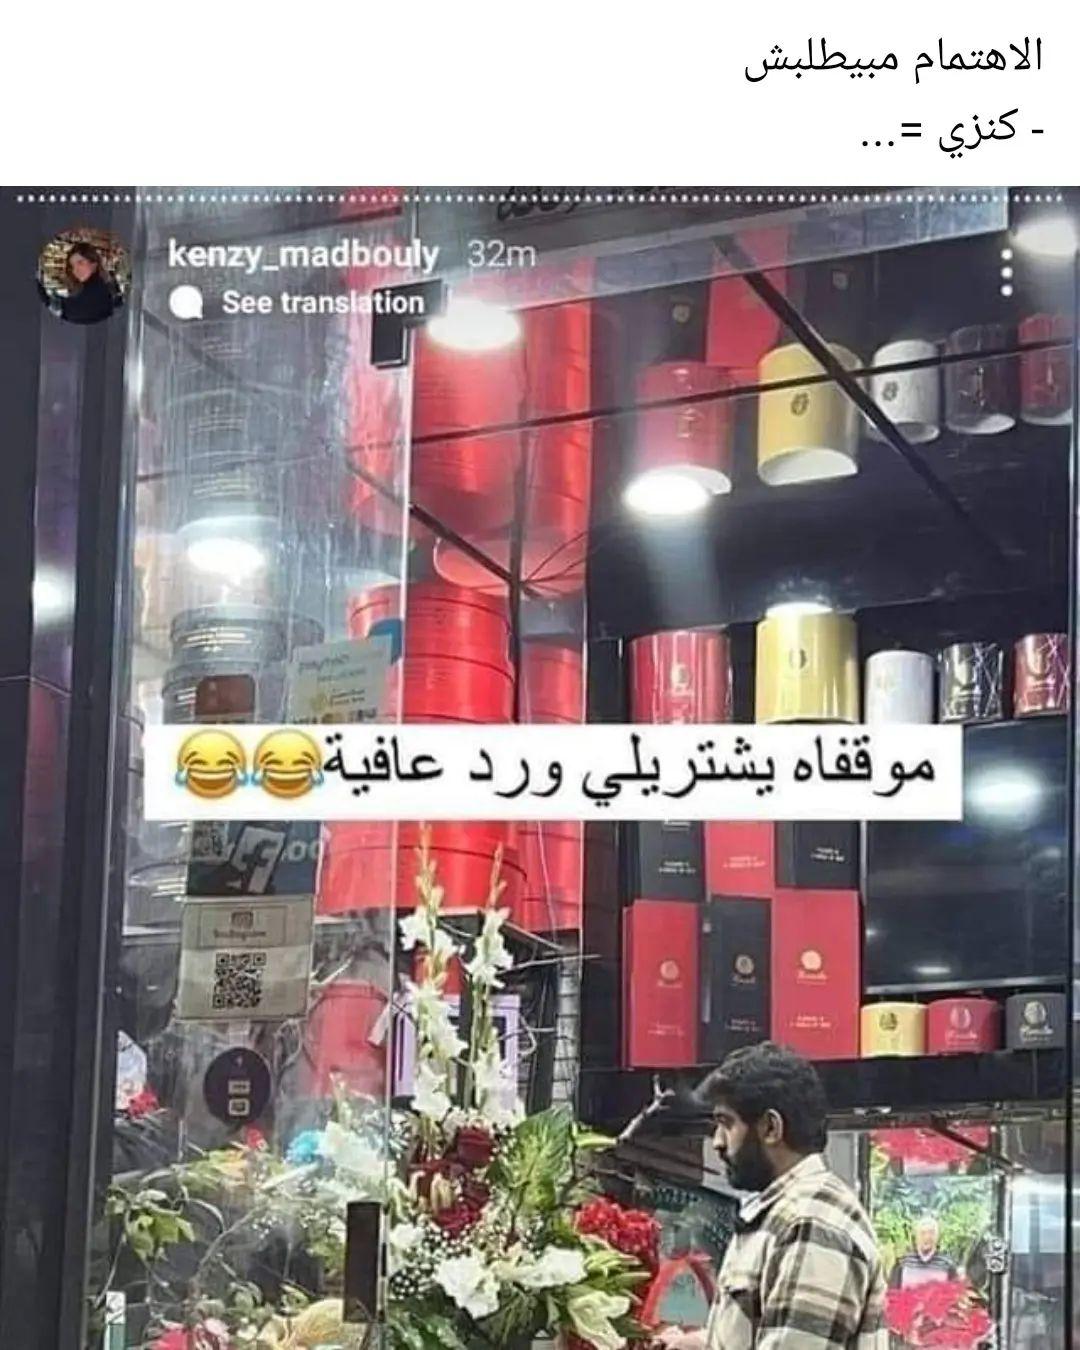 الاهتمام مبيطلبش
- كنزي =...
kenzy_madbouly 32m
See translation
موقفاه يشتريلي ورد عافية😂😂